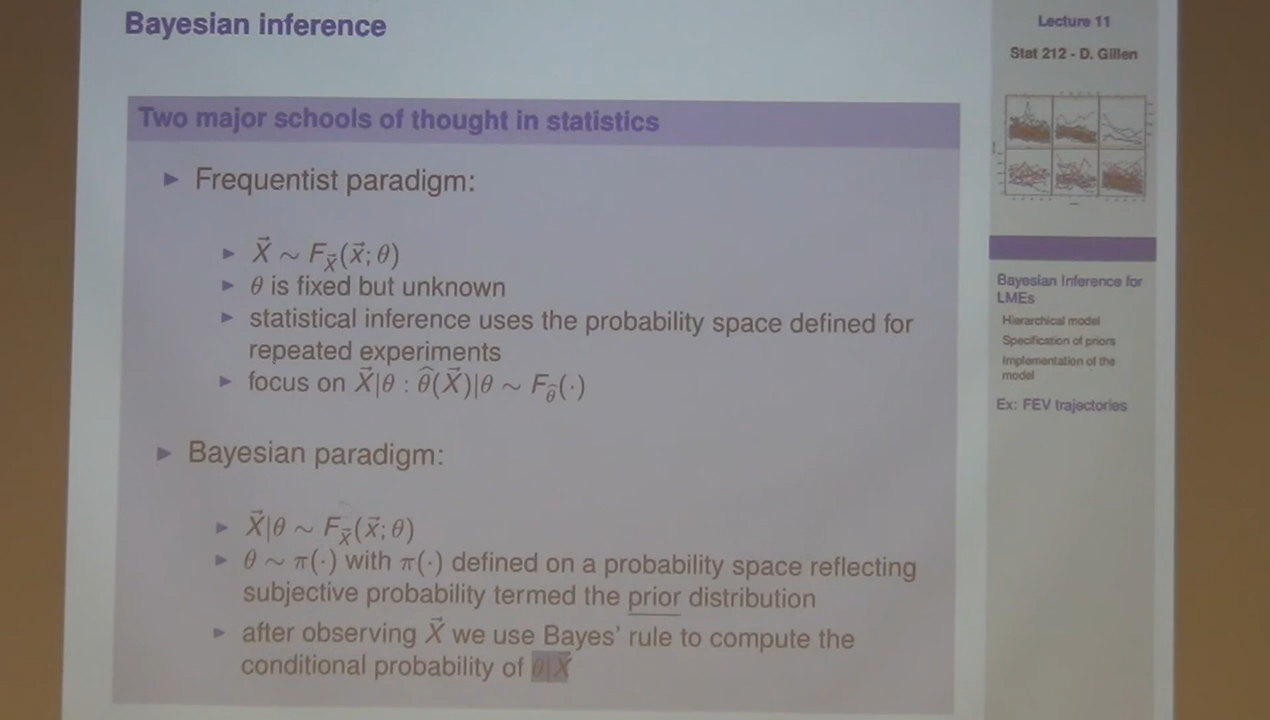 Bayesian inference
Two major schools of thought in statistics
► Frequentist paradigm:
► X⃗ ∼ F_X⃗(x⃗; θ)
► θ is fixed but unknown
► statistical inference uses the probability space defined for
repeated experiments
► focus on X⃗|θ : θ̂(X⃗)|θ ∼ F_θ̂(·)
► Bayesian paradigm:
► X⃗|θ ∼ F_X⃗(x⃗; θ)
► θ ∼ π(·) with π(·) defined on a probability space reflecting
subjective probability termed the prior distribution
► after observing X⃗ we use Bayes' rule to compute the
conditional probability of θ|X⃗
Lecture 11
Stat 212 - D. Gillen
Bayesian Inference for
LMEs
Hierarchical model
Specification of priors
Implementation of the
model
Ex: FEV trajectories